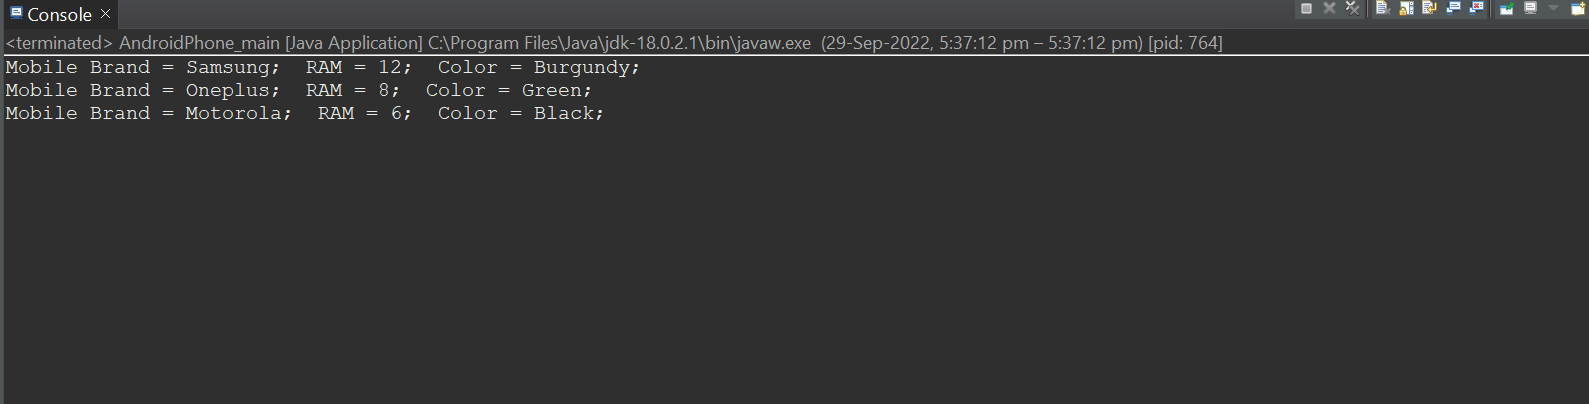 Console
<terminated> AndroidPhone_main [Java Application] C:\Program Files\Java\jdk-18.0.2.1\bin\javaw.exe  (29-Sep-2022, 5:37:12 pm – 5:37:12 pm) [pid: 764]
Mobile Brand = Samsung;  RAM = 12;  Color = Burgundy;
Mobile Brand = Oneplus;  RAM = 8;  Color = Green;
Mobile Brand = Motorola;  RAM = 6;  Color = Black;